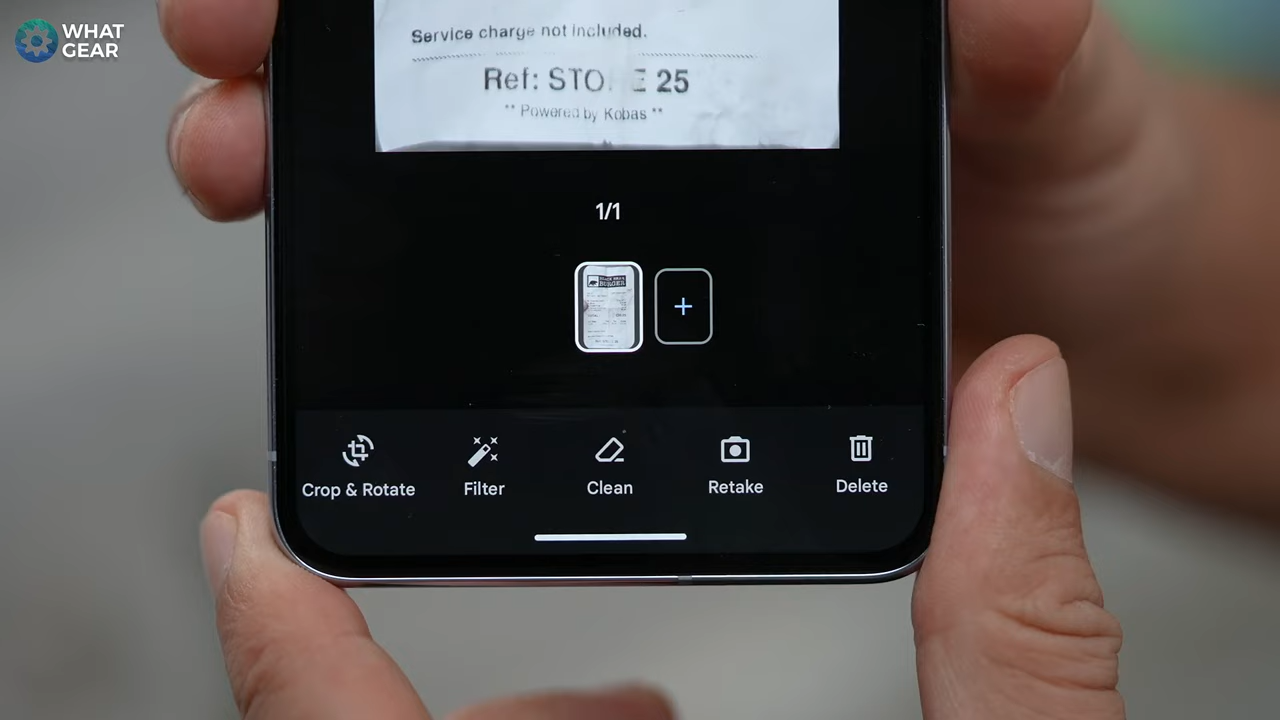 WHAT
GEAR
Service charge not included.
Ref: STO E 25
** Powered by Kobas **
1/1
BURGER
Crop & Rotate
Filter
Clean
Retake
Delete